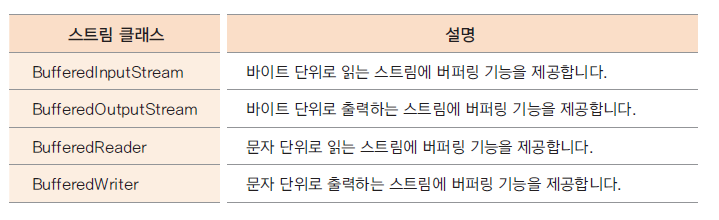 스트림 클래스 설명
BufferedInputStream 바이트 단위로 읽는 스트림에 버퍼링 기능을 제공합니다.
BufferedOutputStream 바이트 단위로 출력하는 스트림에 버퍼링 기능을 제공합니다.
BufferedReader 문자 단위로 읽는 스트림에 버퍼링 기능을 제공합니다.
BufferedWriter 문자 단위로 출력하는 스트림에 버퍼링 기능을 제공합니다.